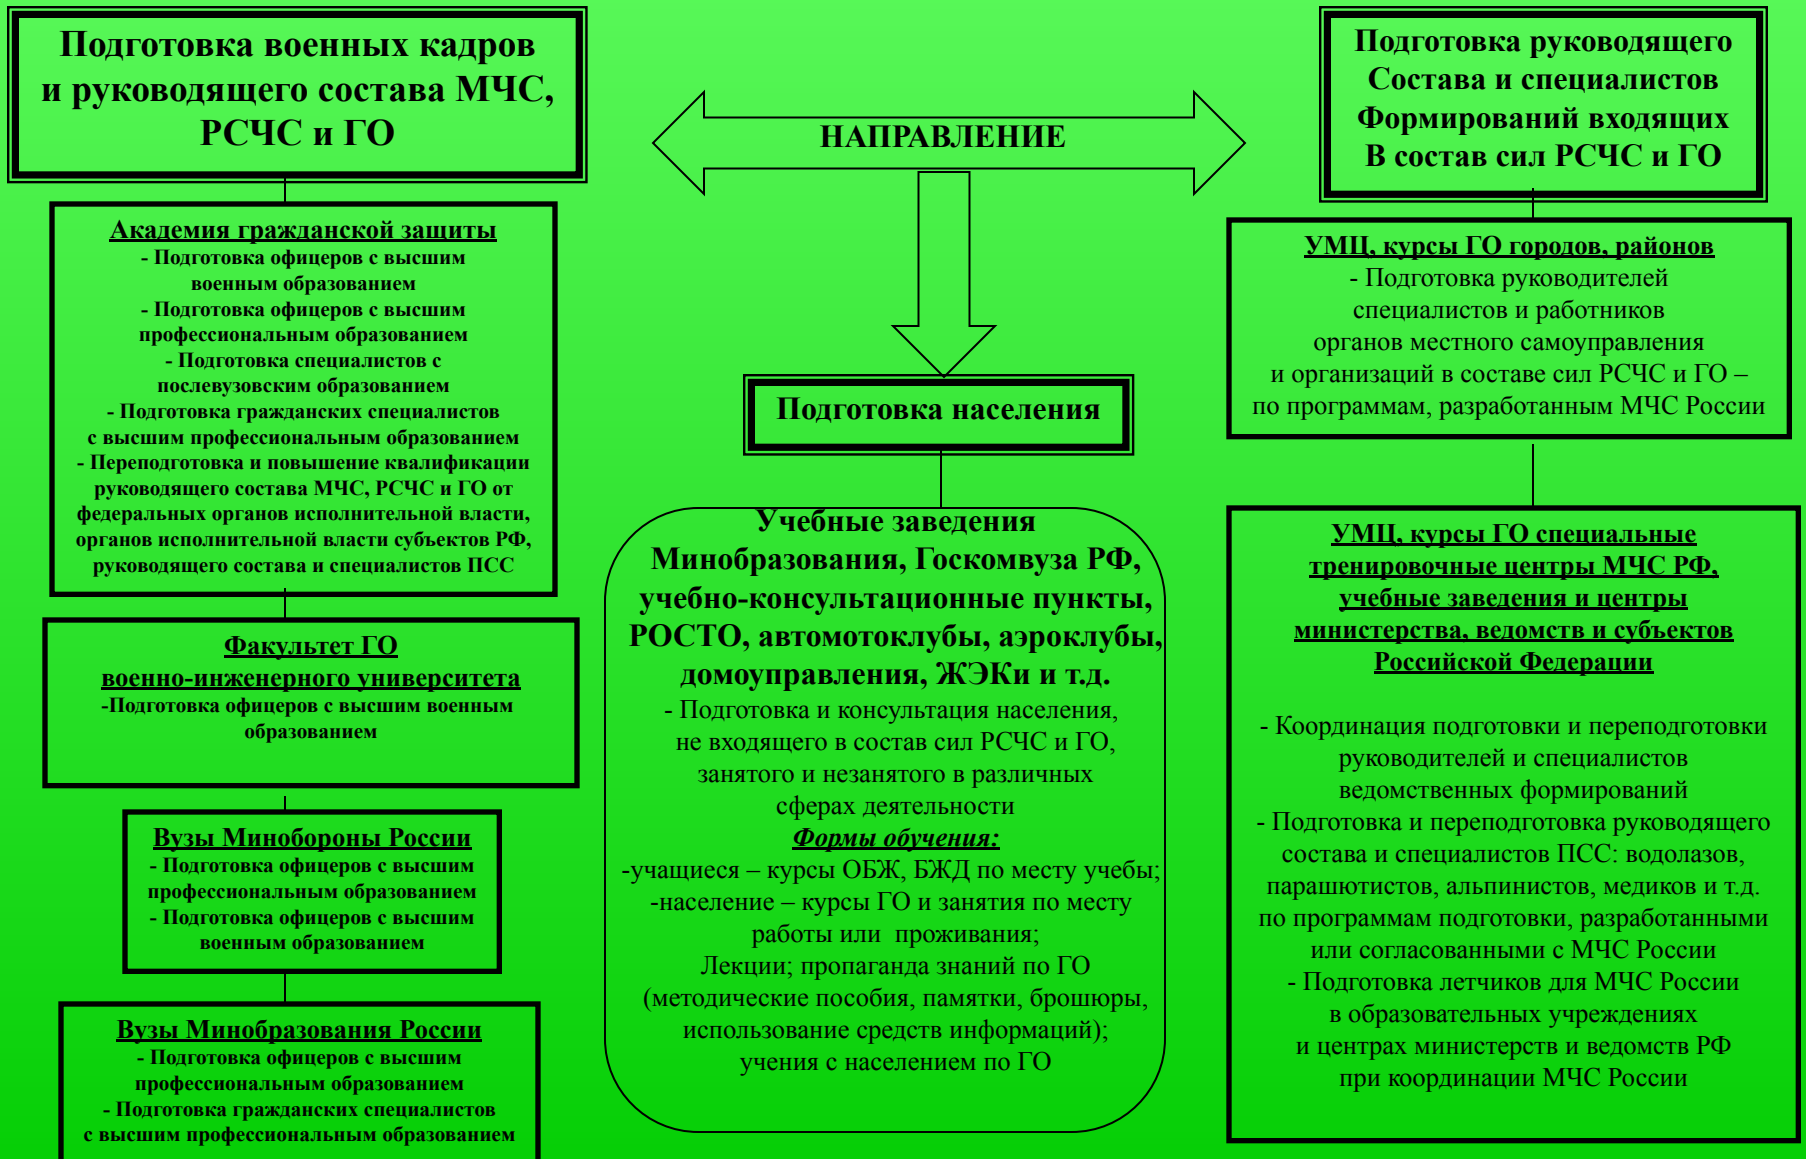 Подготовка военных кадров
и руководящего состава МЧС,
РСЧС и ГО
Академия гражданской защиты
- Подготовка офицеров с высшим
военным образованием
- Подготовка офицеров с высшим
профессиональным образованием
- Подготовка специалистов с
послевузовским образованием
- Подготовка гражданских специалистов
с высшим профессиональным образованием
- Переподготовка и повышение квалификации
руководящего состава МЧС, РСЧС и ГО от
федеральных органов исполнительной власти,
органов исполнительной власти субъектов РФ,
руководящего состава и специалистов ПСС
Факультет ГО
военно-инженерного университета
-Подготовка офицеров с высшим военным
образованием
Вузы Минобороны России
- Подготовка офицеров с высшим
профессиональным образованием
- Подготовка офицеров с высшим
военным образованием
Вузы Минобразования России
- Подготовка офицеров с высшим
профессиональным образованием
- Подготовка гражданских специалистов
с высшим профессиональным образованием
НАПРАВЛЕНИЕ
Подготовка населения
Учебные заведения
Минобразования, Госкомвуза РФ,
учебно-консультационные пункты,
РОСТО, автомотоклубы, аэроклубы,
домоуправления, ЖЭКи и т.д.
- Подготовка и консультация населения,
не входящего в состав сил РСЧС и ГО,
занятого и незанятого в различных
сферах деятельности
Формы обучения:
-учащиеся – курсы ОБЖ, БЖД по месту учебы;
-население – курсы ГО и занятия по месту
работы или проживания;
Лекции; пропаганда знаний по ГО
(методические пособия, памятки, брошюры,
использование средств информаций);
учения с населением по ГО
Подготовка руководящего
Состава и специалистов
Формирований входящих
В состав сил РСЧС и ГО
УМЦ, курсы ГО городов, районов
- Подготовка руководителей
специалистов и работников
органов местного самоуправления
и организаций в составе сил РСЧС и ГО –
по программам, разработанным МЧС России
УМЦ, курсы ГО специальные
тренировочные центры МЧС РФ,
учебные заведения и центры
министерства, ведомств и субъектов
Российской Федерации
- Координация подготовки и переподготовки
руководителей и специалистов
ведомственных формирований
- Подготовка и переподготовка руководящего
состава и специалистов ПСС: водолазов,
парашютистов, альпинистов, медиков и т.д.
по программам подготовки, разработанными
или согласованными с МЧС России
- Подготовка летчиков для МЧС России
в образовательных учреждениях
и центрах министерств и ведомств РФ
при координации МЧС России